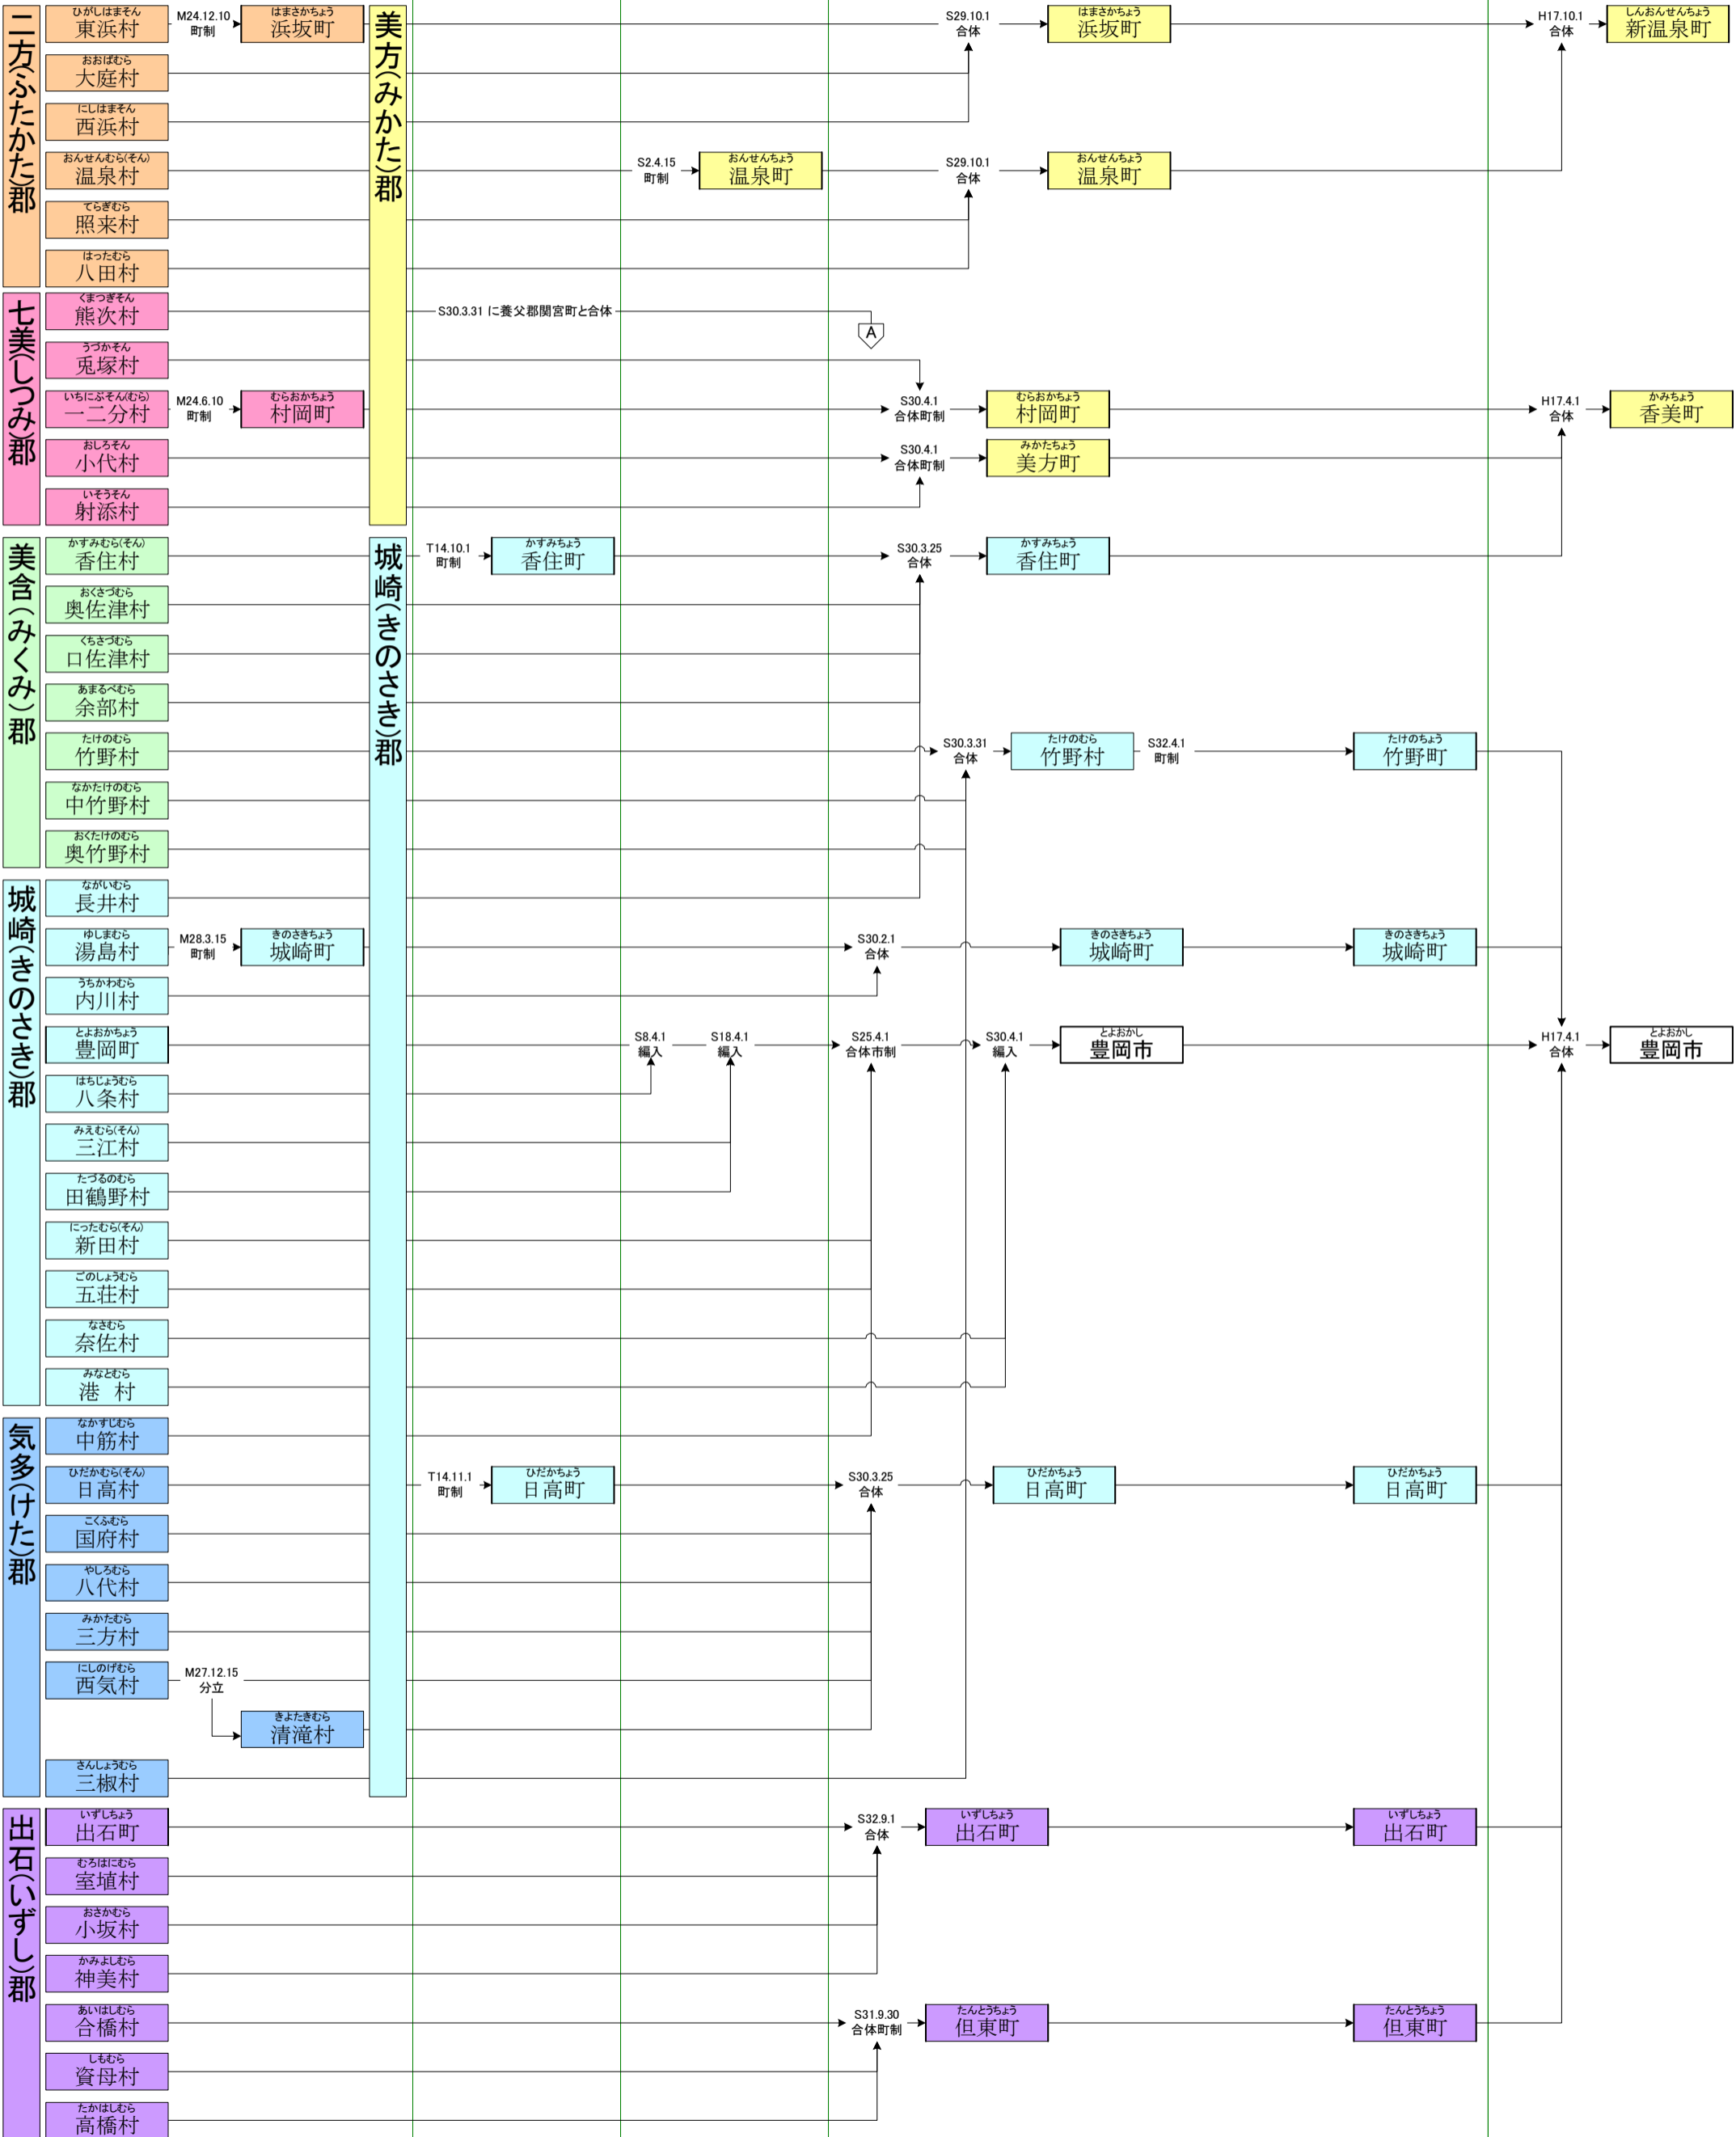 二方(ふたかた)郡
ひがしはまそん
東浜村
M24.12.10
町制
はまさかちょう
浜坂町
美方(みかた)郡
S29.10.1
合体
はまさかちょう
浜坂町
H17.10.1
合体
しんおんせんちょう
新温泉町
おおばむら
大庭村
にしはまそん
西浜村
おんせんむら(そん)
温泉村
S2.4.15
町制
おんせんちょう
温泉町
S29.10.1
合体
おんせんちょう
温泉町
てらぎむら
照来村
はったむら
八田村
七美(しつみ)郡
くまつぎそん
熊次村
S30.3.31 に養父郡関宮町と合体
A
うづかそん
兎塚村
いちにぶそん(むら)
一二分村
M24.6.10
町制
むらおかちょう
村岡町
S30.4.1
合体町制
むらおかちょう
村岡町
H17.4.1
合体
かみちょう
香美町
おしろそん
小代村
S30.4.1
合体町制
みかたちょう
美方町
いそうそん
射添村
美含(みくみ)郡
かすみむら(そん)
香住村
城崎(きのさき)郡
T14.10.1
町制
かすみちょう
香住町
S30.3.25
合体
かすみちょう
香住町
おくさづむら
奥佐津村
くちさづむら
口佐津村
あまるべむら
余部村
たけのむら
竹野村
S30.3.31
合体
たけのむら
竹野村
S32.4.1
町制
たけのちょう
竹野町
なかたけのむら
中竹野村
おくたけのむら
奥竹野村
城崎(きのさき)郡
ながいむら
長井村
ゆしまむら
湯島村
M28.3.15
町制
きのさきちょう
城崎町
S30.2.1
合体
きのさきちょう
城崎町
きのさきちょう
城崎町
うちかわむら
内川村
とよおかちょう
豊岡町
S8.4.1
編入
S18.4.1
編入
S25.4.1
合体市制
S30.4.1
編入
とよおかし
豊岡市
H17.4.1
合体
とよおかし
豊岡市
はちじょうむら
八条村
みえむら(そん)
三江村
たづるのむら
田鶴野村
にったむら(そん)
新田村
ごのしょうむら
五荘村
なさむら
奈佐村
みなとむら
港 村
気多(けた)郡
なかすじむら
中筋村
ひだかむら(そん)
日高村
T14.11.1
町制
ひだかちょう
日高町
S30.3.25
合体
ひだかちょう
日高町
ひだかちょう
日高町
こくふむら
国府村
やしろむら
八代村
みかたむら
三方村
にしのげむら
西気村
M27.12.15
分立
きよたきむら
清滝村
さんしょうむら
三椒村
出石(いずし)郡
いずしちょう
出石町
S32.9.1
合体
いずしちょう
出石町
いずしちょう
出石町
むろはにむら
室埴村
おさかむら
小坂村
かみよしむら
神美村
あいはしむら
合橋村
S31.9.30
合体町制
たんとうちょう
但東町
たんとうちょう
但東町
しもむら
資母村
たかはしむら
高橋村